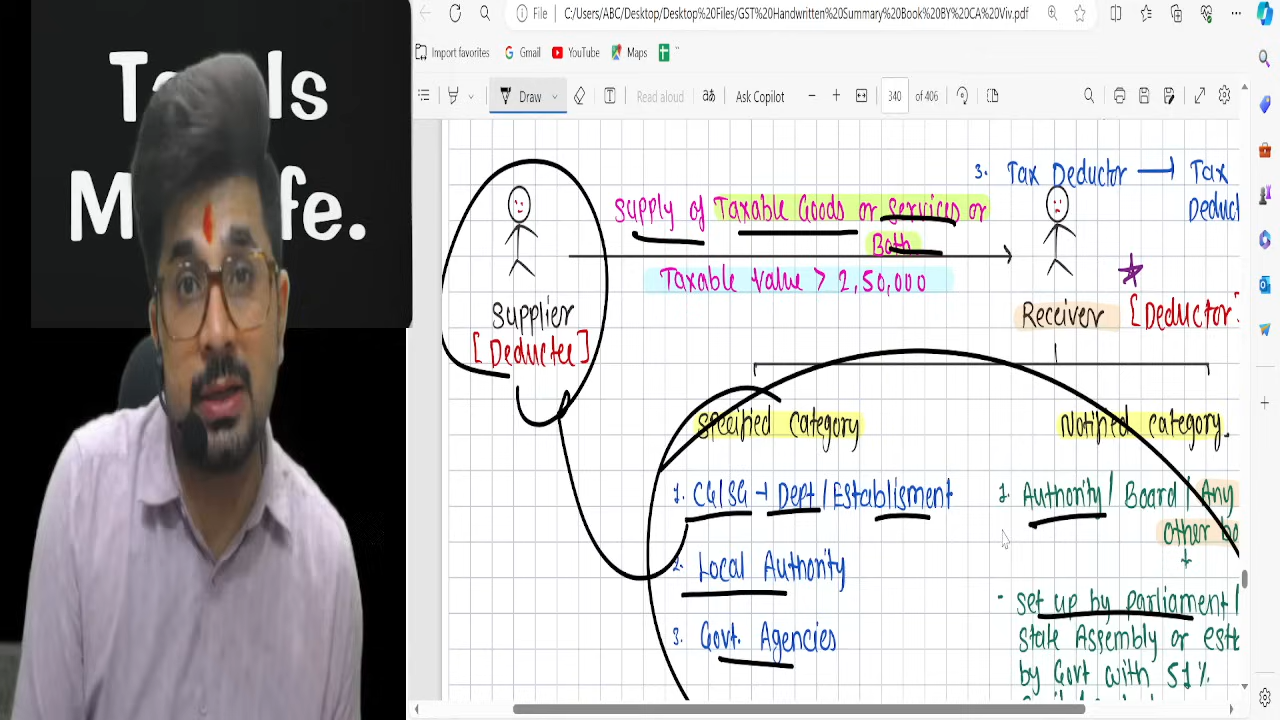 File
C:/Users/ABC/Desktop/Desktop%20Files/GST%20Handwritten%20Summary%20Book%20BY%20CA%20Viv.pdf
Import favorites
Gmail
YouTube
Maps
Draw
Read aloud
Ask Copilot
340 of 406
3. Tax Deductor → Tax
Deduct
Supply of Taxable Goods or Services or
Both
Taxable Value > 2,50,000
Supplier
[Deductee]
Receiver [Deductor]
Specified Category
Notified Category.
1. CG/SG → Dept/Establisment
2. Local Authority
3. Govt. Agencies
1. Authority/ Board/ Any
other bo
+
- Set up by parliament/
State Assembly or este
by Govt with 51%